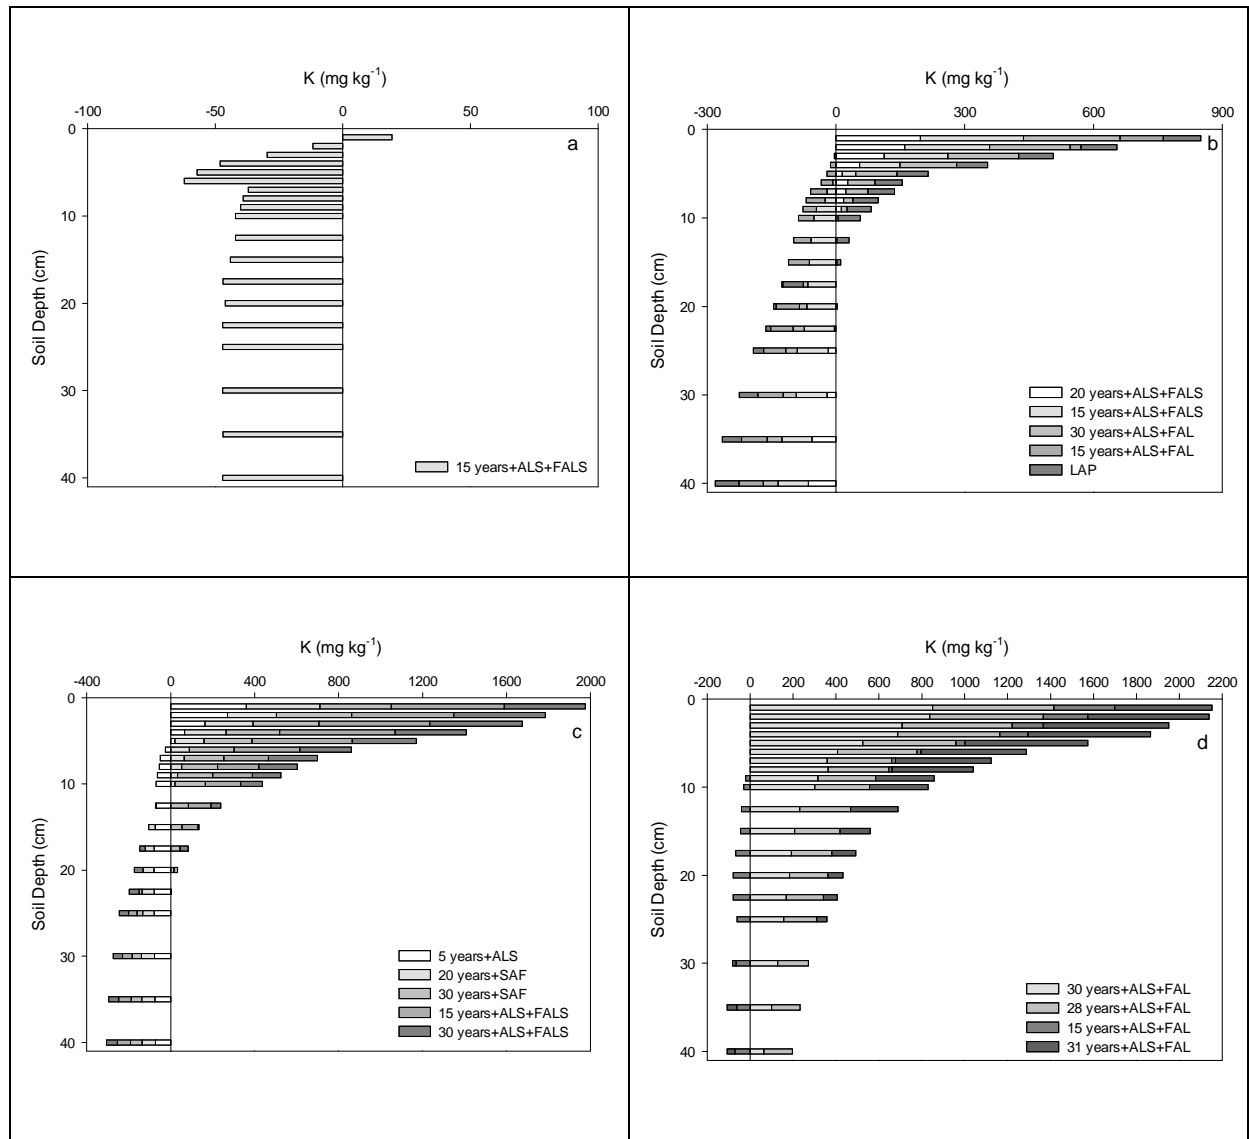 K (mg kg⁻¹)
-100 -50 0 50 100
a
0
10
20
30
40
Soil Depth (cm)
15 years+ALS+FALS
K (mg kg⁻¹)
-300 0 300 600 900
b
0
10
20
30
40
Soil Depth (cm)
20 years+ALS+FALS
15 years+ALS+FALS
30 years+ALS+FAL
15 years+ALS+FAL
LAP
K (mg kg⁻¹)
-400 0 400 800 1200 1600 2000
c
0
10
20
30
40
Soil Depth (cm)
5 years+ALS
20 years+SAF
30 years+SAF
15 years+ALS+FALS
30 years+ALS+FALS
K (mg kg⁻¹)
-200 0 200 400 600 800 1000 1200 1400 1600 1800 2000 2200
d
0
10
20
30
40
Soil Depth (cm)
30 years+ALS+FAL
28 years+ALS+FAL
15 years+ALS+FAL
31 years+ALS+FAL